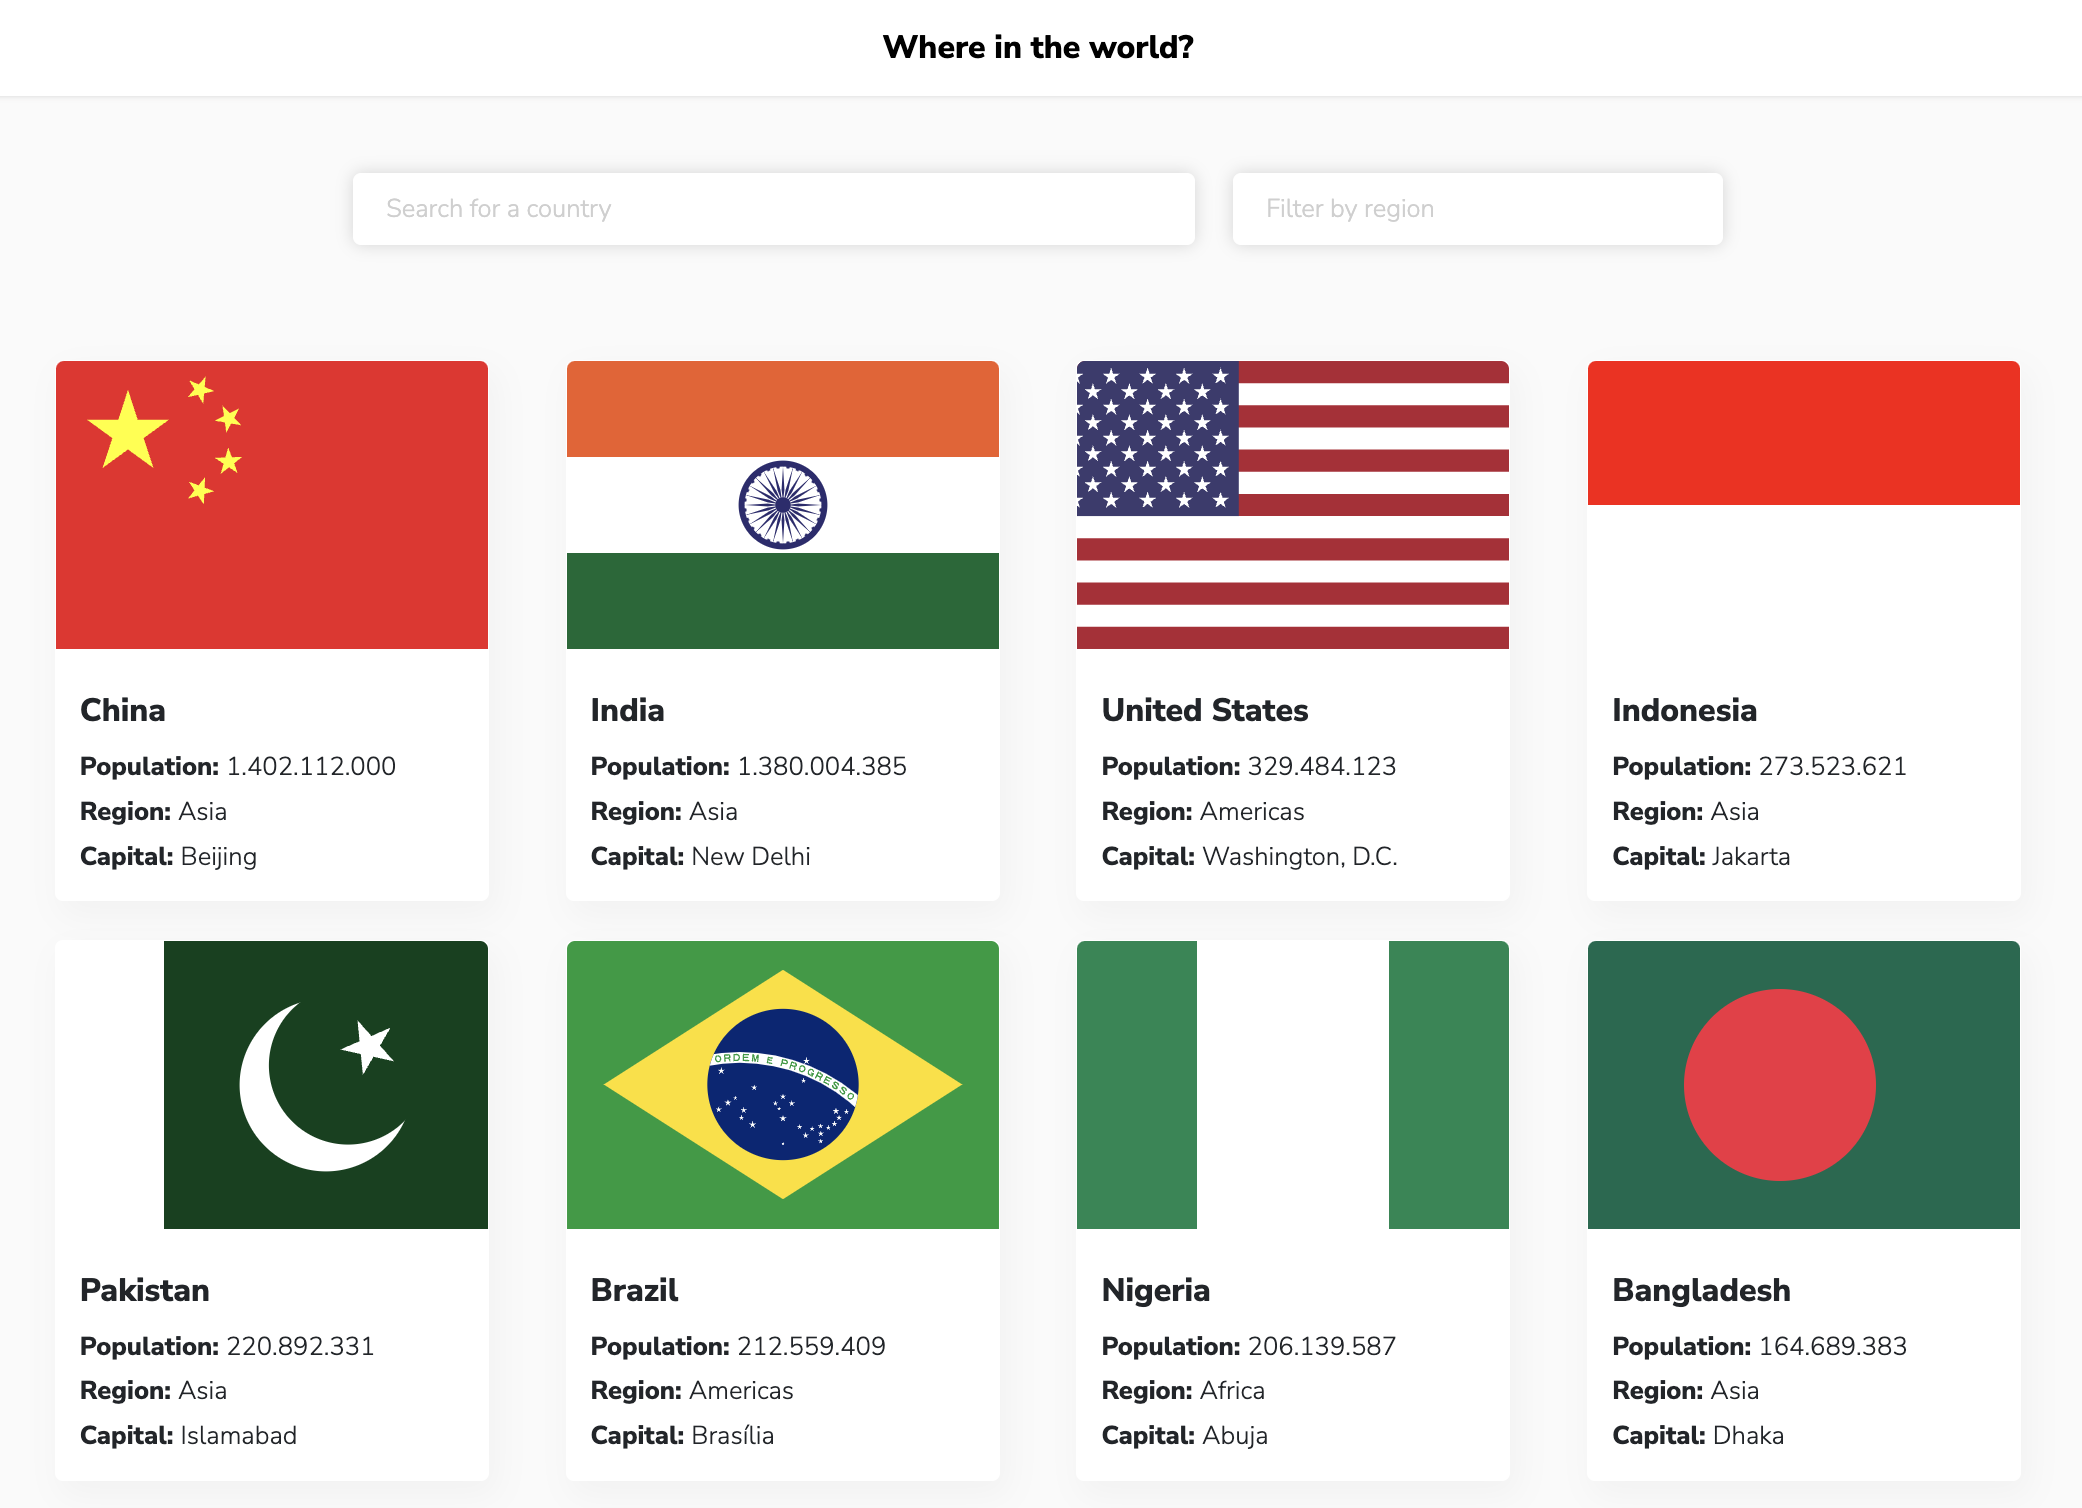 Where in the world?
Search for a country
Filter by region
China
Population: 1.402.112.000
Region: Asia
Capital: Beijing
India
Population: 1.380.004.385
Region: Asia
Capital: New Delhi
United States
Population: 329.484.123
Region: Americas
Capital: Washington, D.C.
Indonesia
Population: 273.523.621
Region: Asia
Capital: Jakarta
Pakistan
Population: 220.892.331
Region: Asia
Capital: Islamabad
ORDEM E PROGRESSO
Brazil
Population: 212.559.409
Region: Americas
Capital: Brasília
Nigeria
Population: 206.139.587
Region: Africa
Capital: Abuja
Bangladesh
Population: 164.689.383
Region: Asia
Capital: Dhaka